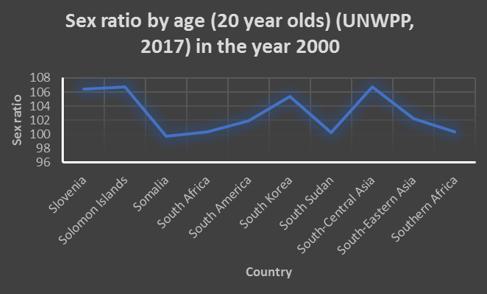 Sex ratio by age (20 year olds) (UNWPP,
2017) in the year 2000
108
106
104
102
100
98
96
Sex ratio
Slovenia
Solomon Islands
Somalia
South Africa
South America
South Korea
South Sudan
South-Central Asia
South-Eastern Asia
Southern Africa
Country